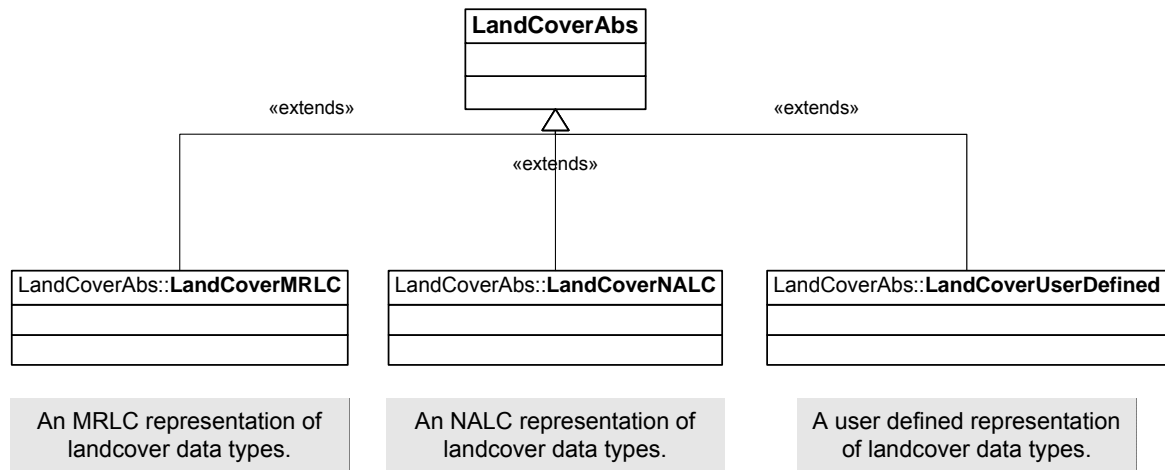 LandCoverAbs
«extends»
«extends»
«extends»
LandCoverAbs::LandCoverMRLC
LandCoverAbs::LandCoverNALC
LandCoverAbs::LandCoverUserDefined
An MRLC representation of
landcover data types.
An NALC representation of
landcover data types.
A user defined representation
of landcover data types.